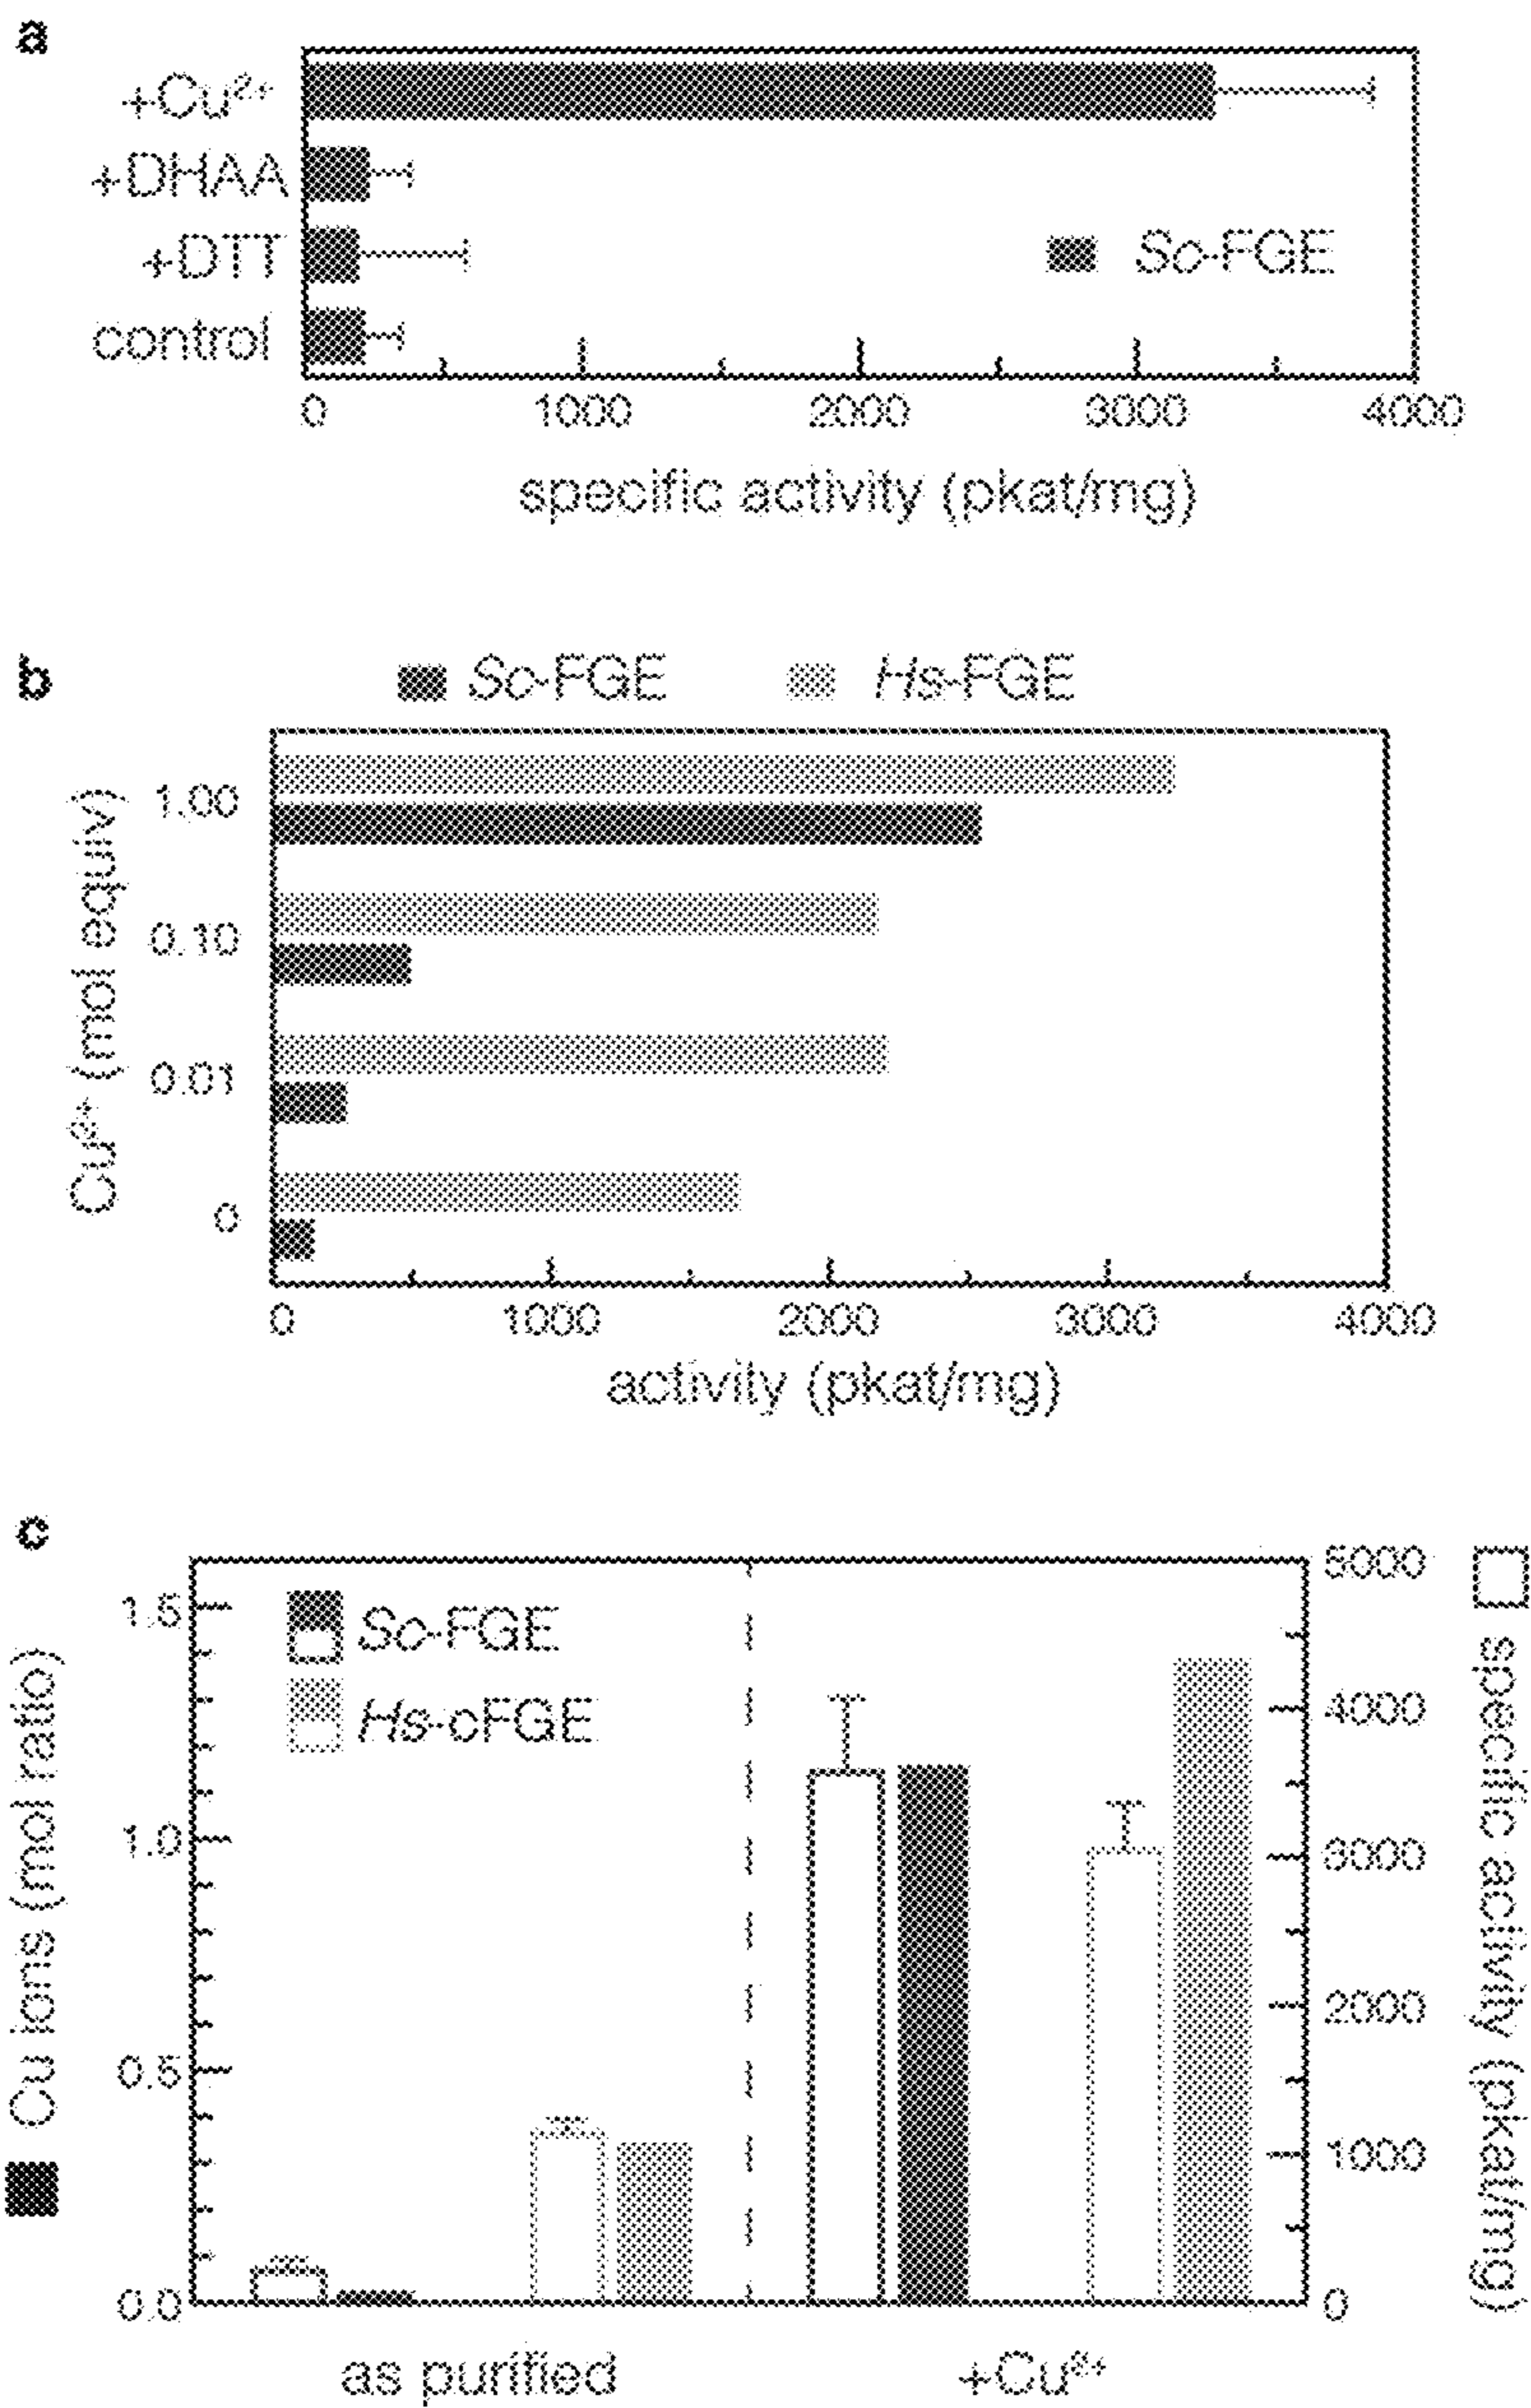 a
+Cu²⁺
+DHAA
+DTT
control
Sc-FGE
0 1000 2000 3000 4000
specific activity (pkat/mg)
b
Sc-FGE Hs-FGE
Cu²⁺ (mol equiv)
1.00
0.10
0.01
0
0 1000 2000 3000 4000
activity (pkat/mg)
c
Cu ions (mol ratio)
1.5
1.0
0.5
0.0
Sc-FGE
Hs-cFGE
5000
4000
3000
2000
1000
0
specific activity (pkat/mg)
as purified +Cu²⁺